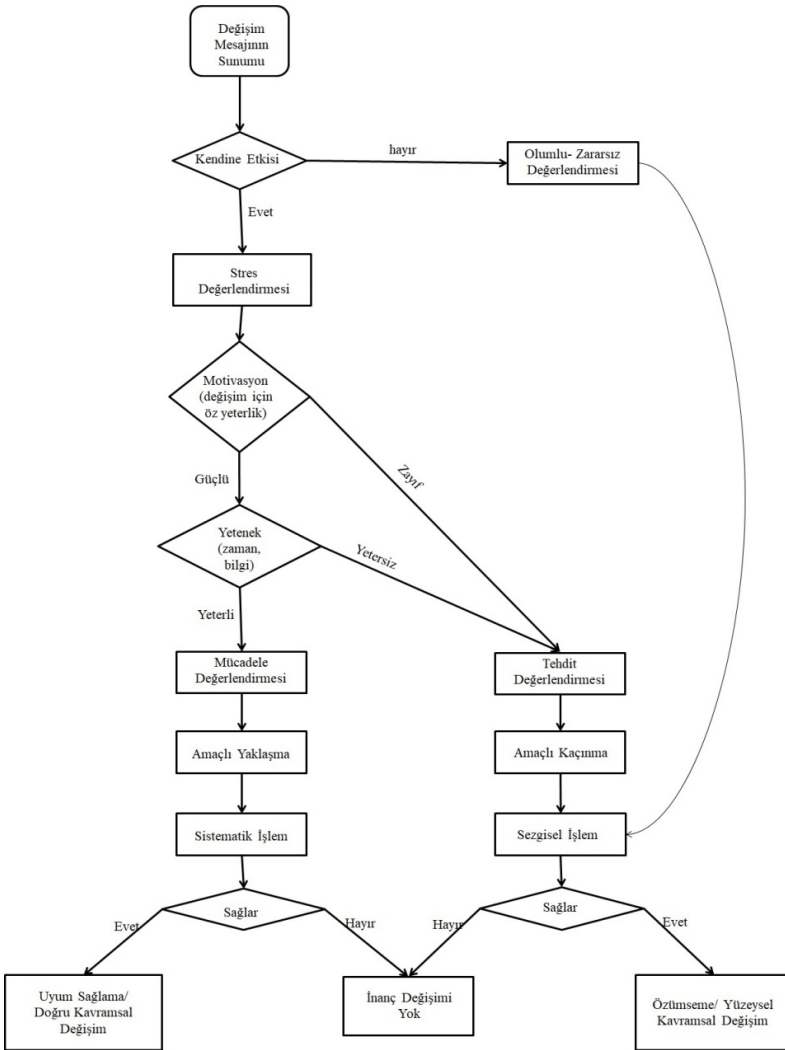 Değişim
Mesajının
Sunumu
Kendine Etkisi
hayır
Olumlu- Zararsız
Değerlendirmesi
Evet
Stres
Değerlendirmesi
Motivasyon
(değişim için
öz yeterlik)
Güçlü
Zayıf
Yetenek
(zaman,
bilgi)
Yetersiz
Yeterli
Mücadele
Değerlendirmesi
Tehdit
Değerlendirmesi
Amaçlı Yaklaşma
Amaçlı Kaçınma
Sistematik İşlem
Sezgisel İşlem
Sağlar
Sağlar
Evet
Hayır
Hayır
Evet
Uyum Sağlama/
Doğru Kavramsal
Değişim
İnanç Değişimi
Yok
Özümseme/ Yüzeysel
Kavramsal Değişim